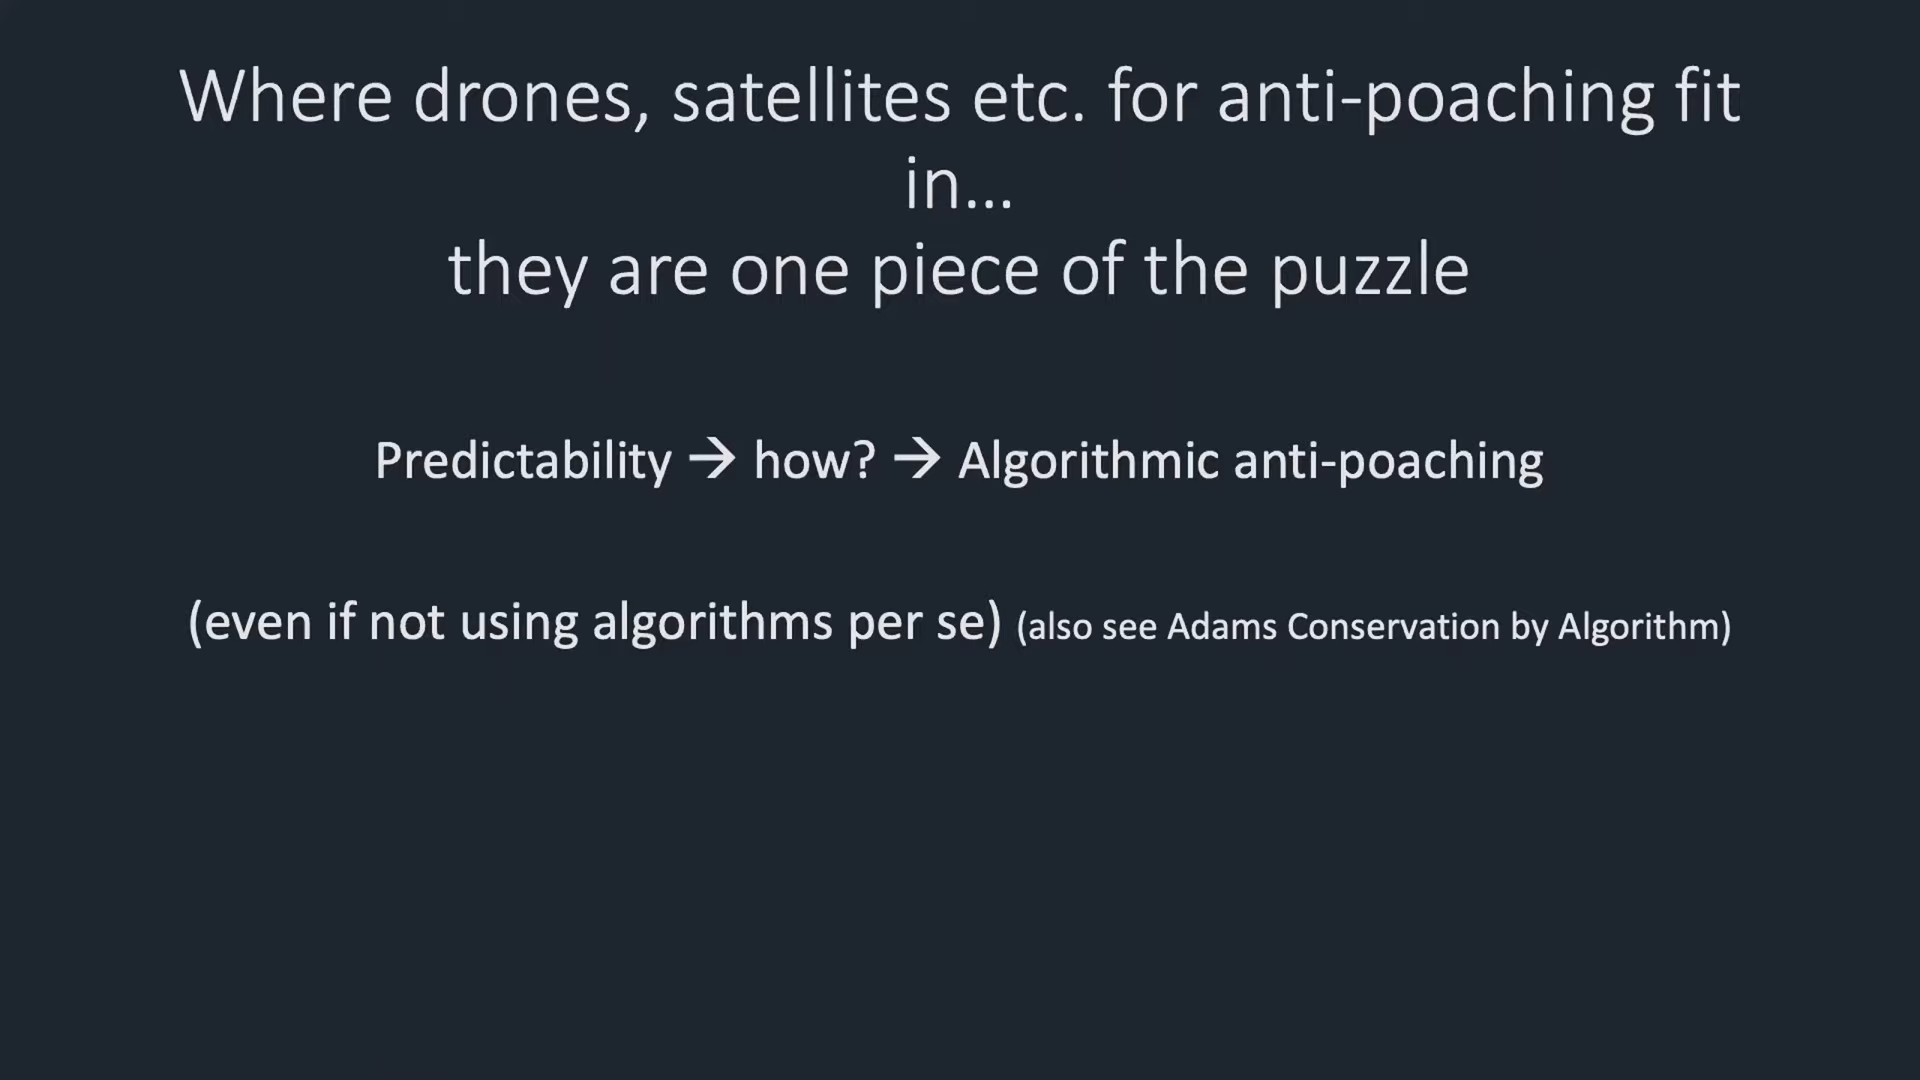 Where drones, satellites etc. for anti-poaching fit
in...
they are one piece of the puzzle
Predictability → how? → Algorithmic anti-poaching
(even if not using algorithms per se) (also see Adams Conservation by Algorithm)